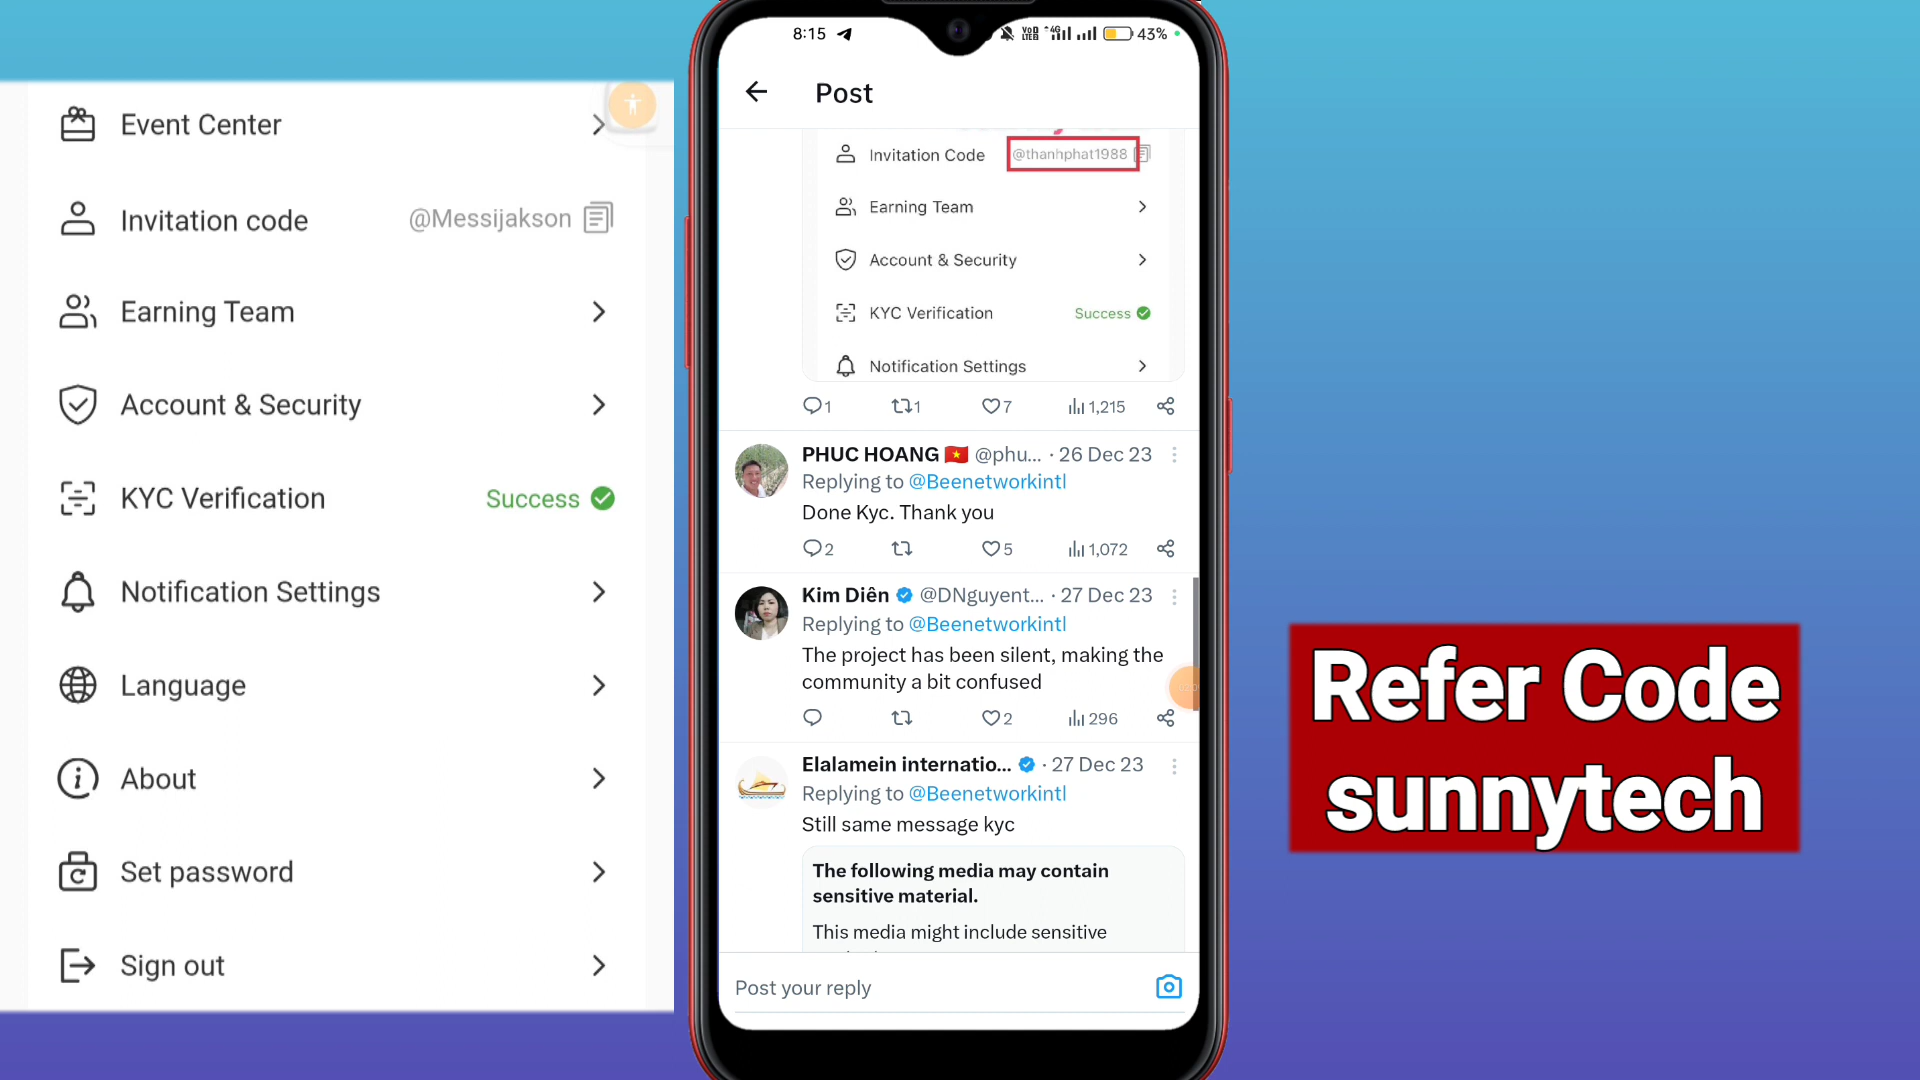 Event Center
Invitation code @Messijakson
Earning Team
Account & Security
KYC Verification Success
Notification Settings
Language
About
Set password
Sign out
8:15 4G 43%
Post
Invitation Code @thanhphat1988
Earning Team
Account & Security
KYC Verification Success
Notification Settings
1 1 7 1,215
PHUC HOANG @phu... · 26 Dec 23
Replying to @Beenetworkintl
Done Kyc. Thank you
2 5 1,072
Kim Diên @DNguyent... · 27 Dec 23
Replying to @Beenetworkintl
The project has been silent, making the
community a bit confused
2 296
Elalamein internatio... · 27 Dec 23
Replying to @Beenetworkintl
Still same message kyc
The following media may contain
sensitive material.
This media might include sensitive
Post your reply
Refer Code
sunnytech